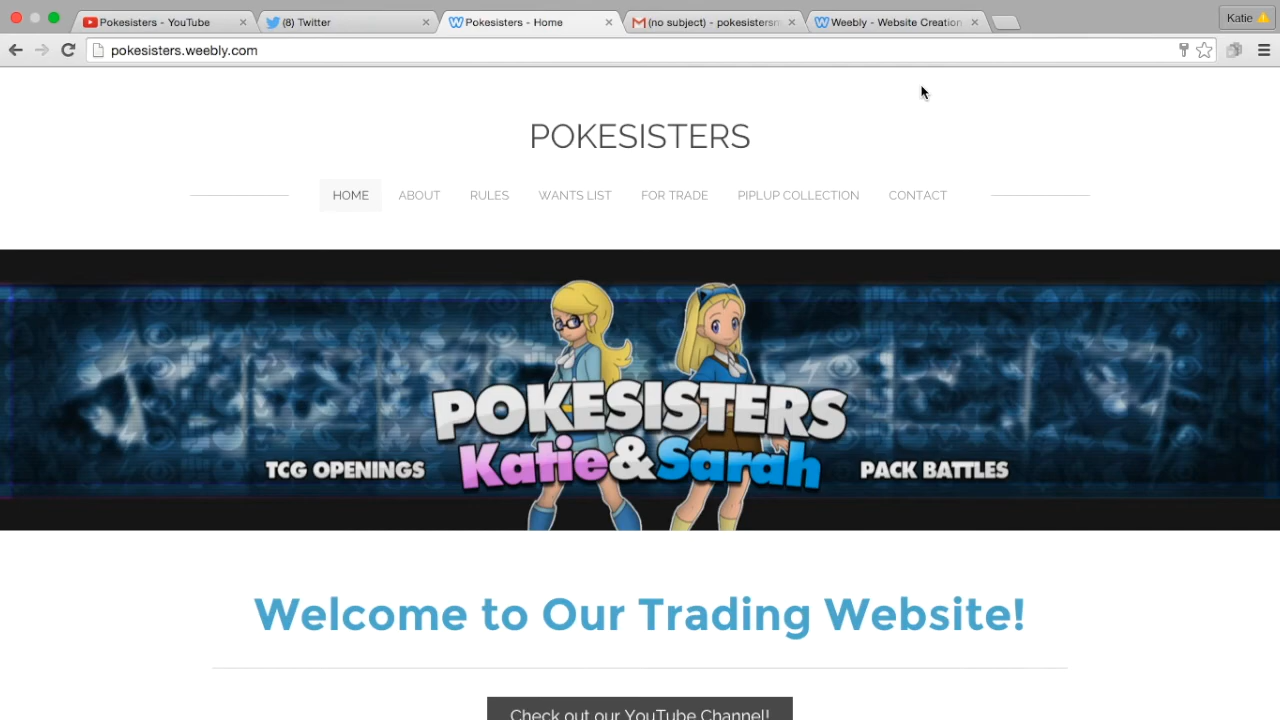 Pokesisters - YouTube
(8) Twitter
Pokesisters - Home
(no subject) - pokesistersm
Weebly - Website Creation
Katie
pokesisters.weebly.com
POKESISTERS
HOME ABOUT RULES WANTS LIST FOR TRADE PIPLUP COLLECTION CONTACT
POKESISTERS
Katie&Sarah
TCG OPENINGS
PACK BATTLES
Welcome to Our Trading Website!
Check out our YouTube Channel!